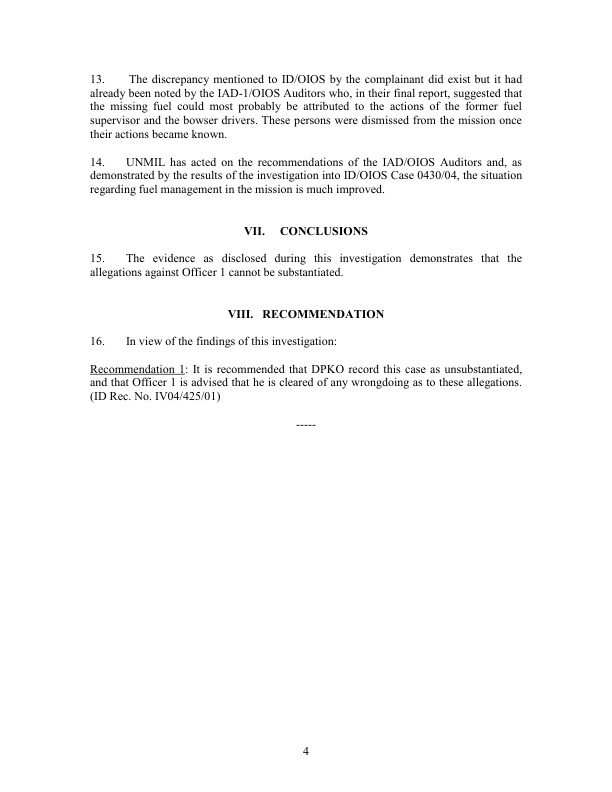 13. The discrepancy mentioned to ID/OIOS by the complainant did exist but it had
already been noted by the IAD-1/OIOS Auditors who, in their final report, suggested that
the missing fuel could most probably be attributed to the actions of the former fuel
supervisor and the bowser drivers. These persons were dismissed from the mission once
their actions became known.
14. UNMIL has acted on the recommendations of the IAD/OIOS Auditors and, as
demonstrated by the results of the investigation into ID/OIOS Case 0430/04, the situation
regarding fuel management in the mission is much improved.
VII. CONCLUSIONS
15. The evidence as disclosed during this investigation demonstrates that the
allegations against Officer 1 cannot be substantiated.
VIII. RECOMMENDATION
16. In view of the findings of this investigation:
Recommendation 1: It is recommended that DPKO record this case as unsubstantiated,
and that Officer 1 is advised that he is cleared of any wrongdoing as to these allegations.
(ID Rec. No. IV04/425/01)
-----
4